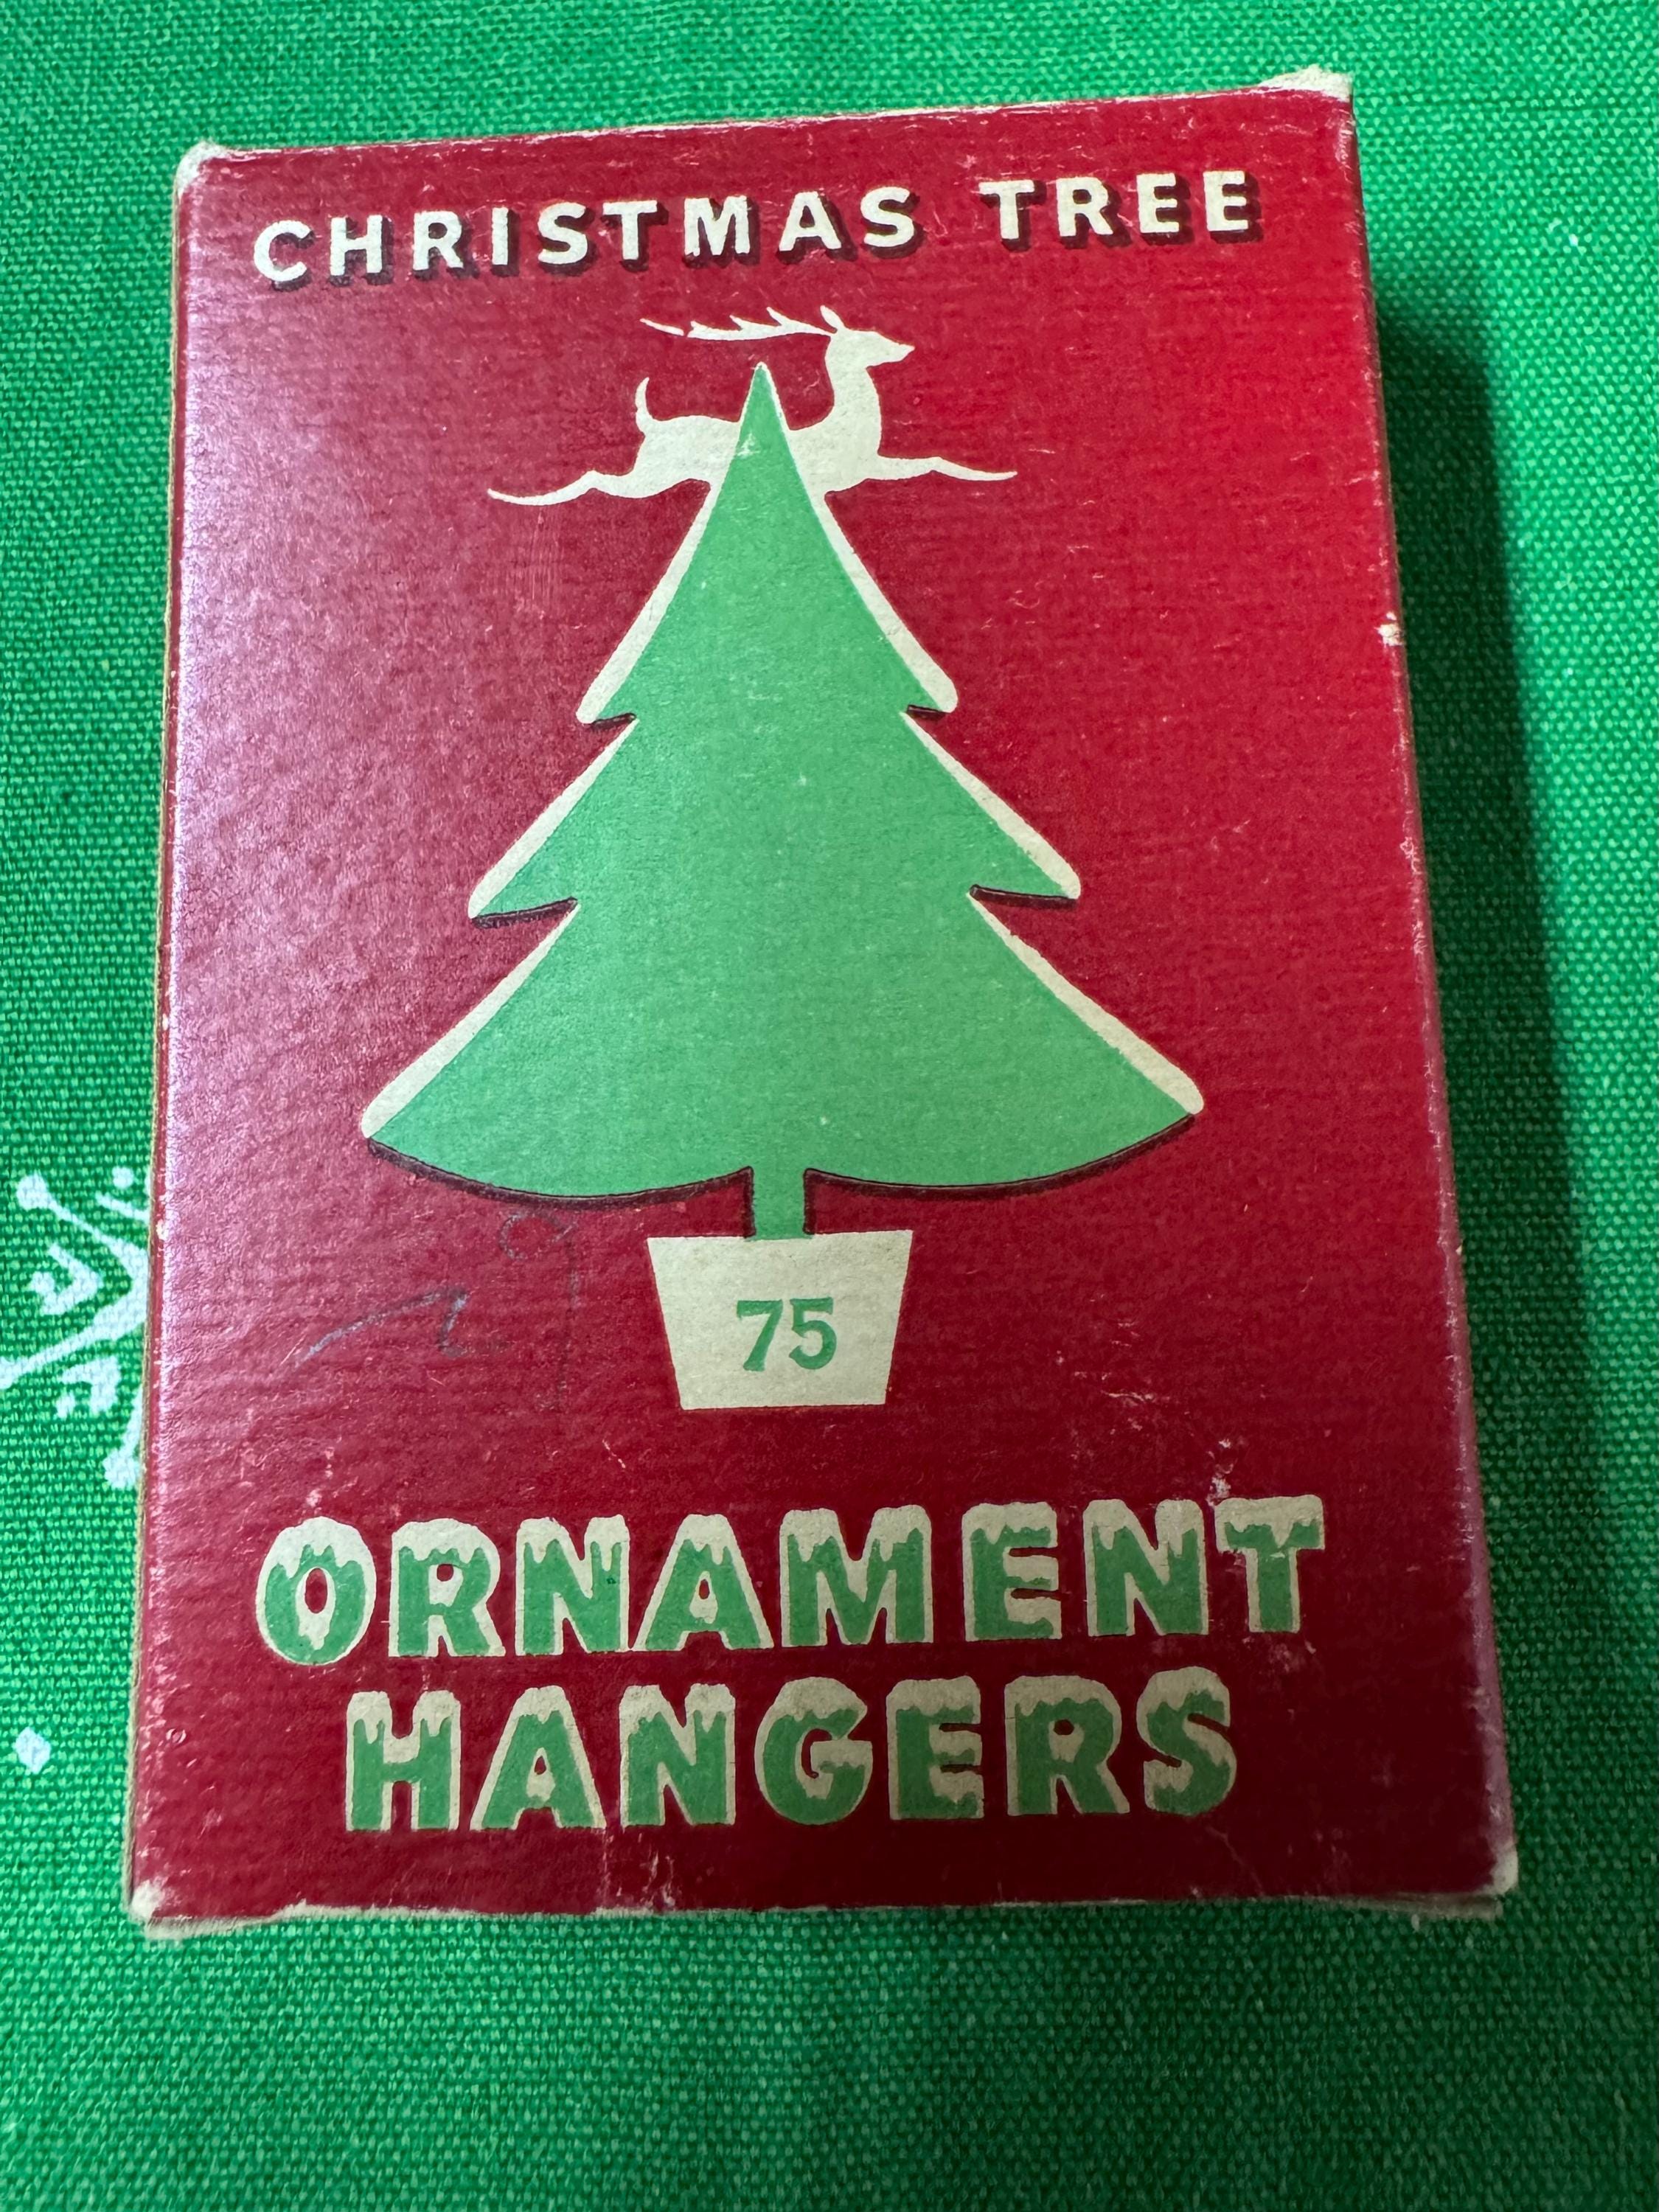 CHRISTMAS TREE
75
ORNAMENT
HANGERS